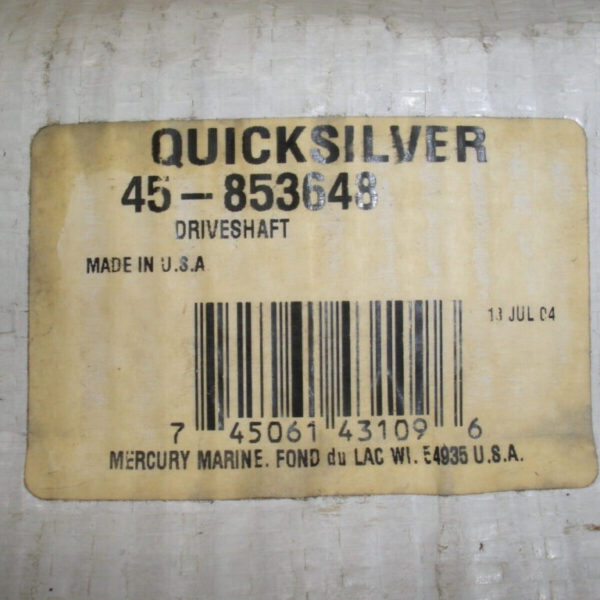 QUICKSILVER
45-853648
DRIVESHAFT
MADE IN U.S.A
13 JUL 04
7 45061 43109 6
MERCURY MARINE. FOND du LAC WI. 54935 U.S.A.